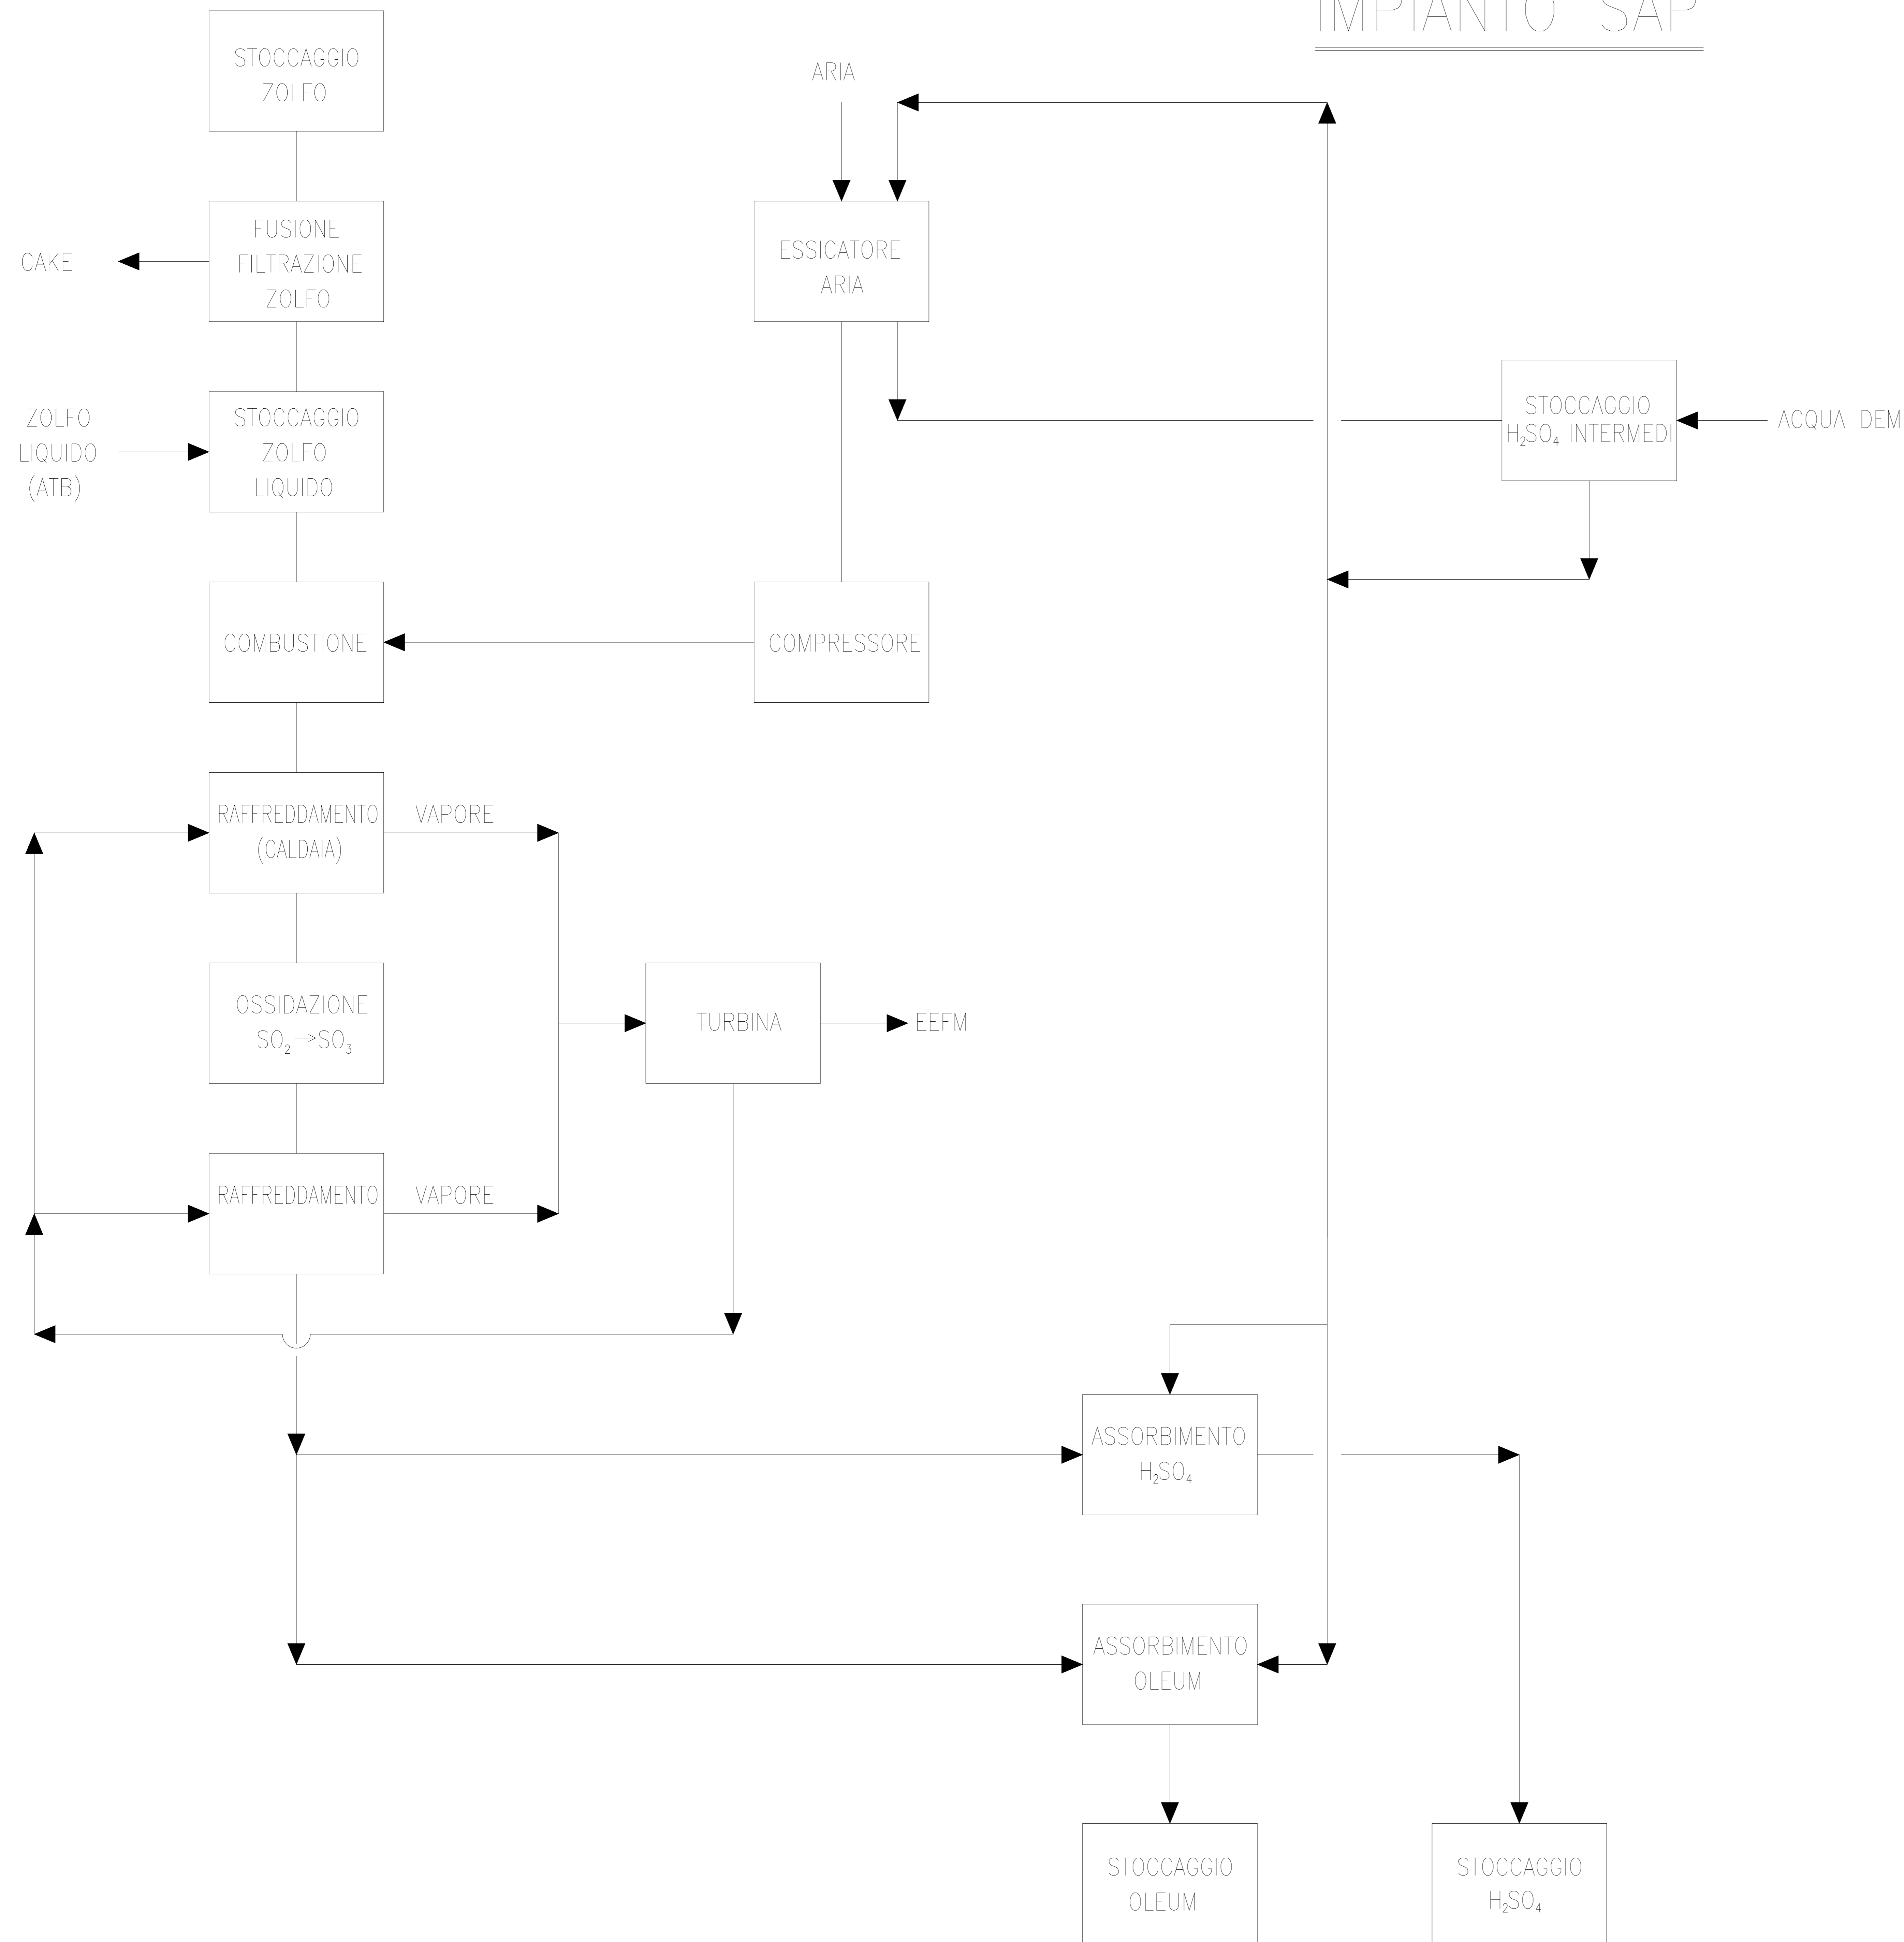 IMPIANTO SAP
STOCCAGGIO
ZOLFO
ARIA
FUSIONE
FILTRAZIONE
ZOLFO
CAKE
ESSICATORE
ARIA
ZOLFO
LIQUIDO
(ATB)
STOCCAGGIO
ZOLFO
LIQUIDO
STOCCAGGIO
H₂SO₄ INTERMEDI
ACQUA DEM
COMBUSTIONE
COMPRESSORE
RAFFREDDAMENTO
(CALDAIA)
VAPORE
OSSIDAZIONE
SO₂→SO₃
TURBINA
EEFM
RAFFREDDAMENTO
VAPORE
ASSORBIMENTO
H₂SO₄
ASSORBIMENTO
OLEUM
STOCCAGGIO
OLEUM
STOCCAGGIO
H₂SO₄